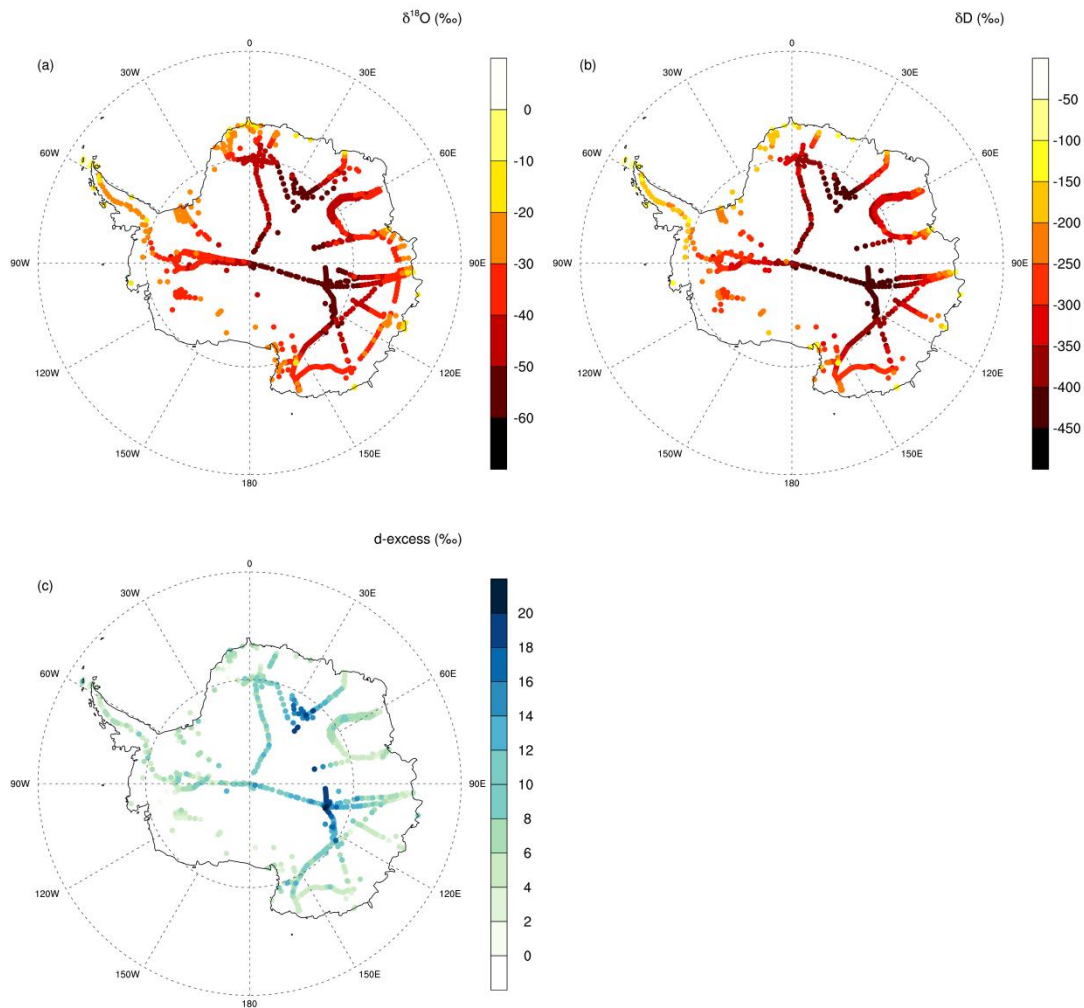 δ¹⁸O (‰)
(a)
0
30W
30E
60W
60E
90W
90E
120W
120E
150W
150E
180
0
-10
-20
-30
-40
-50
-60
δD (‰)
(b)
0
30W
30E
60W
60E
90W
90E
120W
120E
150W
150E
180
-50
-100
-150
-200
-250
-300
-350
-400
-450
d-excess (‰)
(c)
0
30W
30E
60W
60E
90W
90E
120W
120E
150W
150E
180
20
18
16
14
12
10
8
6
4
2
0